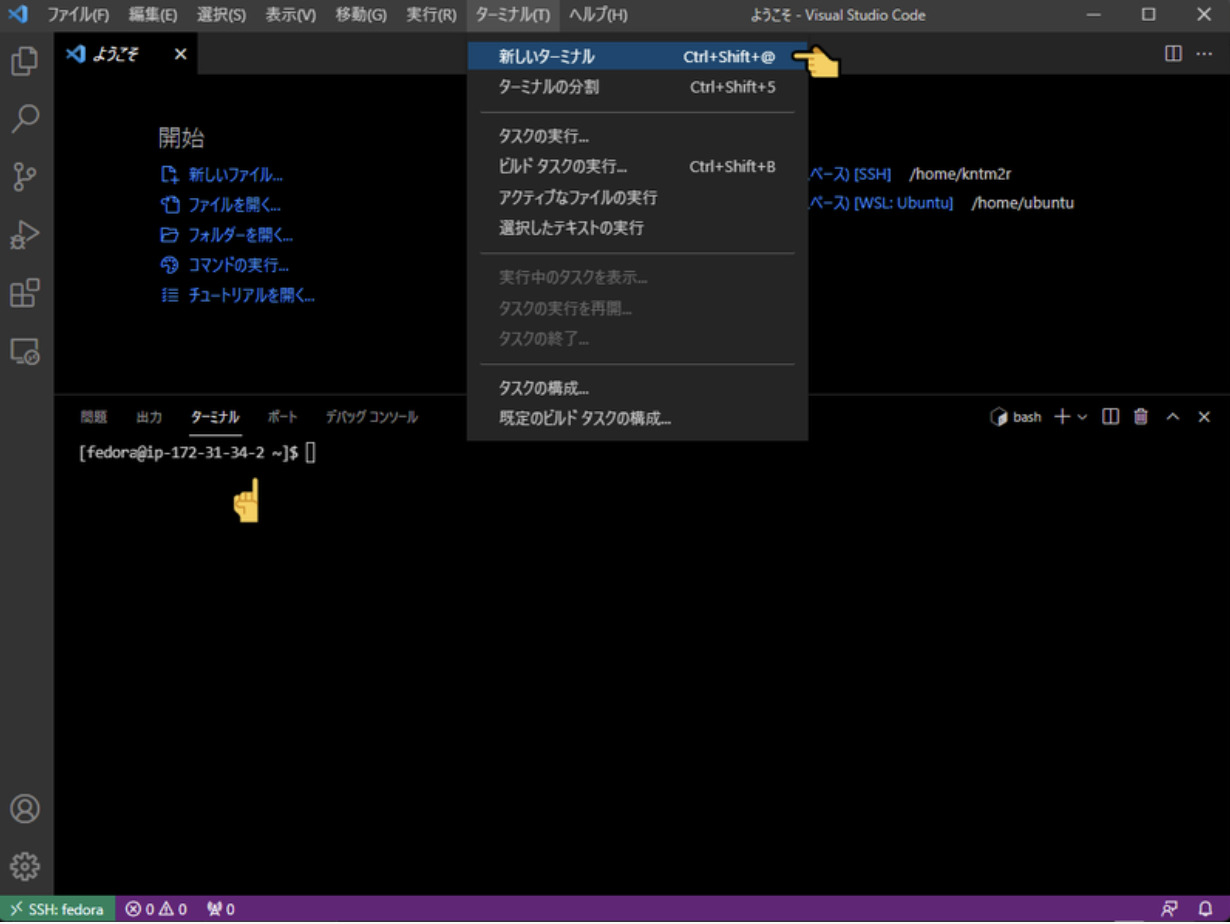 ファイル(F) 編集(E) 選択(S) 表示(V) 移動(G) 実行(R) ターミナル(T) ヘルプ(H) ようこそ - Visual Studio Code
ようこそ
新しいターミナル Ctrl+Shift+@
ターミナルの分割 Ctrl+Shift+5
タスクの実行...
ビルド タスクの実行... Ctrl+Shift+B
アクティブなファイルの実行
選択したテキストの実行
実行中のタスクを表示...
タスクの実行を再開...
タスクの終了...
タスクの構成...
既定のビルド タスクの構成...
開始
新しいファイル...
ファイルを開く...
フォルダーを開く...
コマンドの実行...
チュートリアルを開く...
ペース) [SSH] /home/kntm2r
ペース) [WSL: Ubuntu] /home/ubuntu
問題 出力 ターミナル ポート デバッグ コンソール bash
[fedora@ip-172-31-34-2 ~]$
SSH: fedora 0 0 0